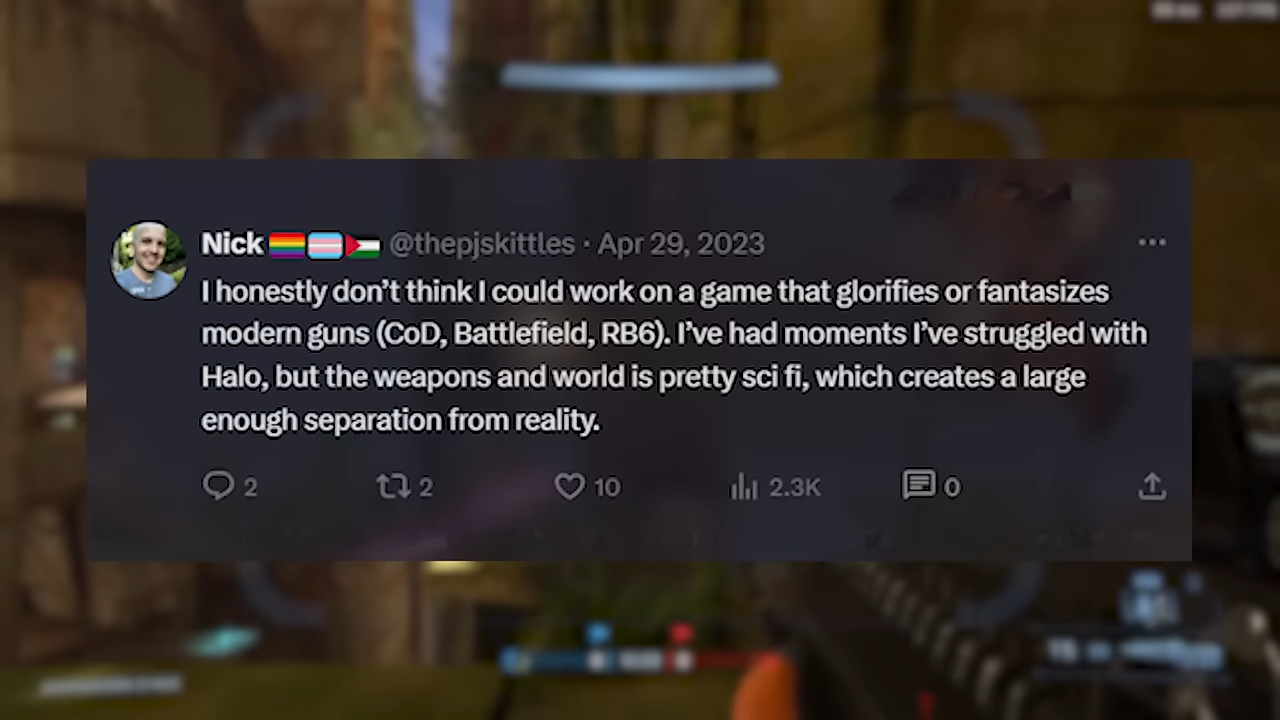 Nick 🏳️‍🌈🏳️‍⚧️🇵🇸 @thepjskittles · Apr 29, 2023
I honestly don’t think I could work on a game that glorifies or fantasizes
modern guns (CoD, Battlefield, RB6). I’ve had moments I’ve struggled with
Halo, but the weapons and world is pretty sci fi, which creates a large
enough separation from reality.
2 2 10 2.3K 0